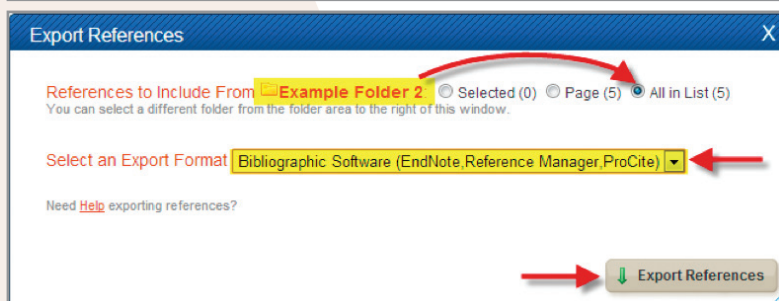 Export References X
References to Include From Example Folder 2: Selected (0) Page (5) All in List (5)
You can select a different folder from the folder area to the right of this window.
Select an Export Format Bibliographic Software (EndNote,Reference Manager,ProCite)
Need Help exporting references?
Export References